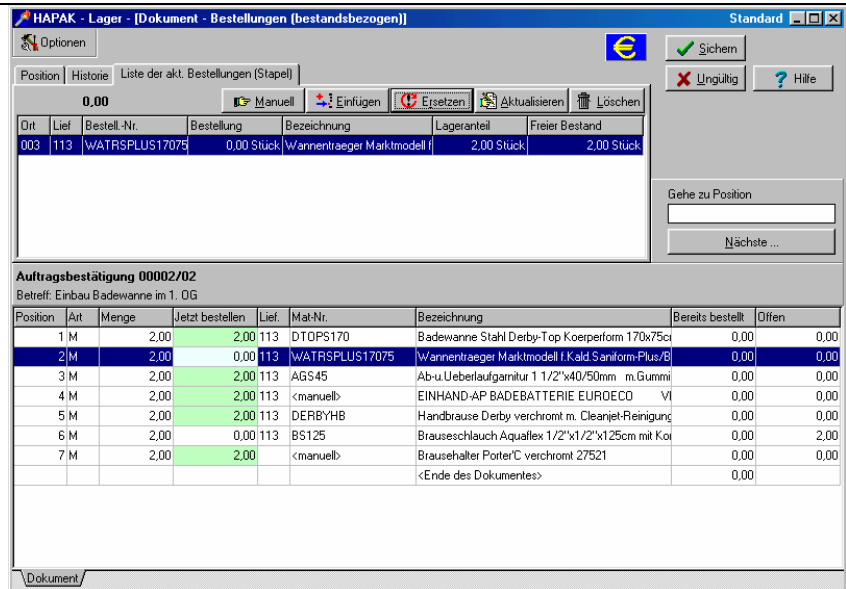 HAPAK - Lager - [Dokument - Bestellungen (bestandsbezogen)] Standard
Optionen
€ Sichern
Ungültig Hilfe
Position Historie Liste der akt. Bestellungen (Stapel)
0,00 Manuell Einfügen Ersetzen Aktualisieren Löschen
Ort Lief Bestell.-Nr. Bestellung Bezeichnung Lageranteil Freier Bestand
003 113 WATRSPLUS17075 0,00 Stück Wannentraeger Marktmodell f 2,00 Stück 2,00 Stück
Gehe zu Position
Nächste ...
Auftragsbestätigung 00002/02
Betreff: Einbau Badewanne im 1. OG
Position Art Menge Jetzt bestellen Lief. Mat-Nr. Bezeichnung Bereits bestellt Offen
1 M 2,00 2,00 113 DTOPS170 Badewanne Stahl Derby-Top Koerperform 170x75c 0,00 0,00
2 M 2,00 0,00 113 WATRSPLUS17075 Wannentraeger Marktmodell f.Kald.Saniform-Plus/B 0,00 0,00
3 M 2,00 2,00 113 AGS45 Ab-u.Ueberlaufgarnitur 1 1/2"x40/50mm m.Gummi 0,00 0,00
4 M 2,00 2,00 113 <manuell> EINHAND-AP BADEBATTERIE EUROECO 0,00 0,00
5 M 2,00 2,00 113 DERBYHB Handbrause Derby verchromt m. Cleanjet-Reinigung 0,00 0,00
6 M 2,00 0,00 113 BS125 Brauseschlauch Aquaflex 1/2"x1/2"x125cm mit Ko 0,00 2,00
7 M 2,00 2,00 <manuell> Brausehalter Porter'C verchromt 27521 0,00 0,00
<Ende des Dokumentes> 0,00
Dokument